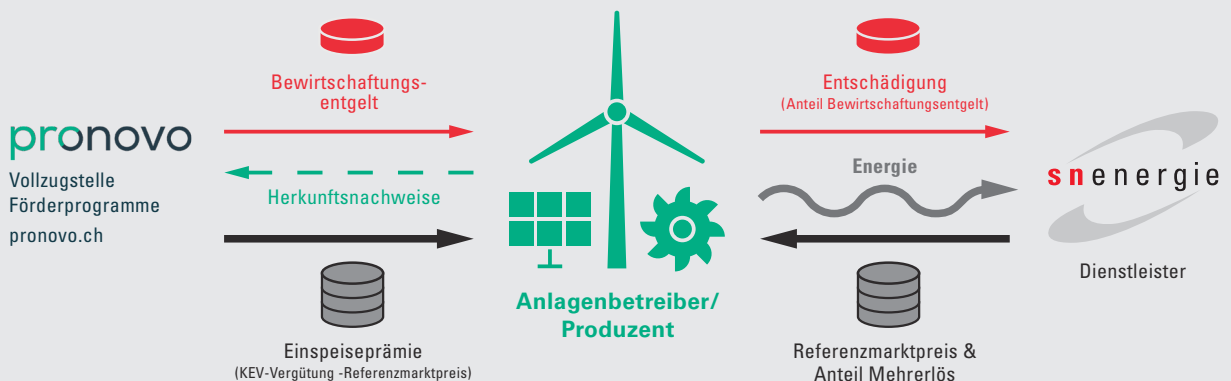 pronovo
Vollzugstelle
Förderprogramme
pronovo.ch
Bewirtschaftungs-
entgelt
Herkunftsnachweise
Einspeiseprämie
(KEV-Vergütung -Referenzmarktpreis)
Anlagenbetreiber/
Produzent
Entschädigung
(Anteil Bewirtschaftungsentgelt)
Energie
Referenzmarktpreis &
Anteil Mehrerlös
snenergie
Dienstleister